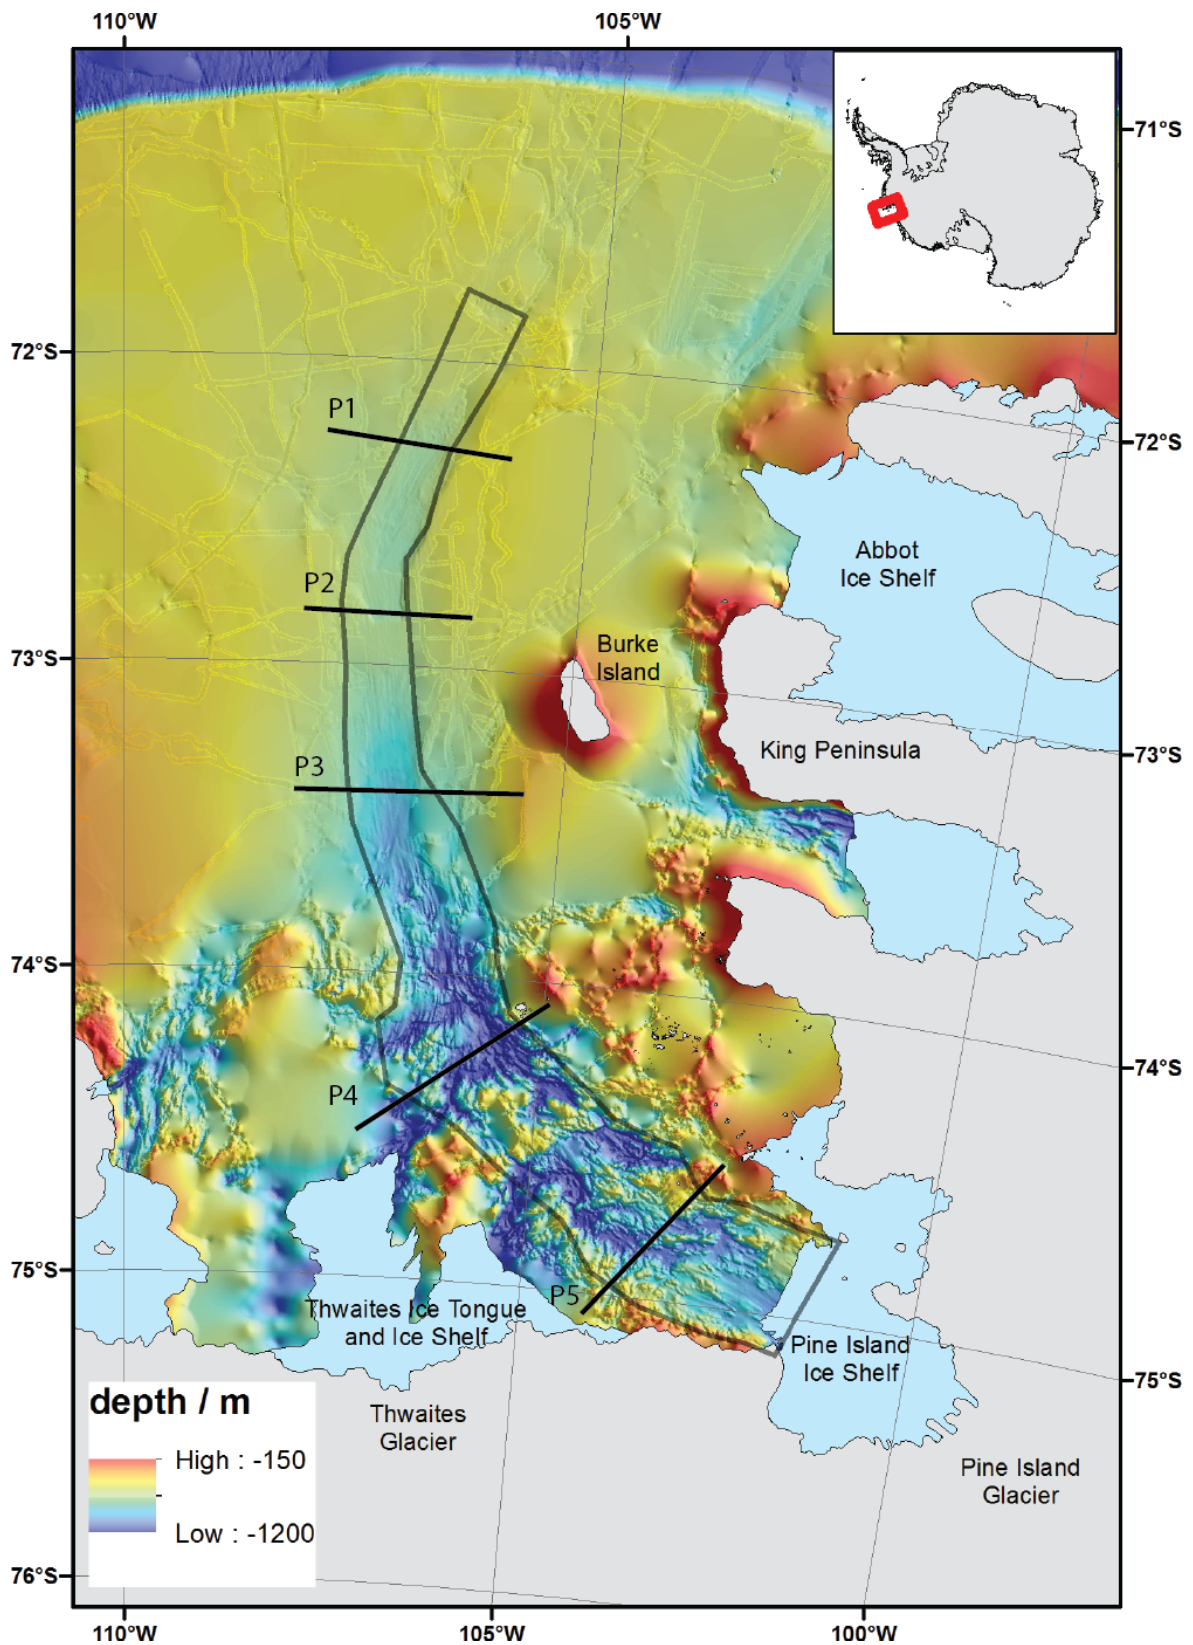 110°W
105°W
71°S
72°S
P1
72°S
Abbot
Ice Shelf
P2
Burke
Island
73°S
King Peninsula
73°S
P3
74°S
74°S
P4
75°S
P5
Thwaites Ice Tongue
and Ice Shelf
Pine Island
Ice Shelf
75°S
depth / m
High : -150
Low : -1200
Thwaites
Glacier
Pine Island
Glacier
76°S
110°W
105°W
100°W